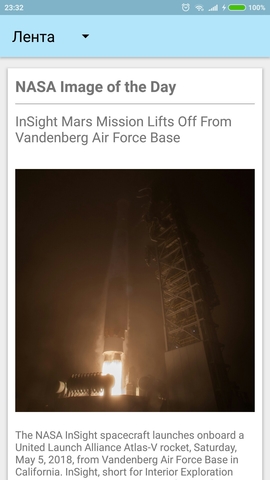 23:32
100%
Лента
NASA Image of the Day
InSight Mars Mission Lifts Off From
Vandenberg Air Force Base
The NASA InSight spacecraft launches onboard a
United Launch Alliance Atlas-V rocket, Saturday,
May 5, 2018, from Vandenberg Air Force Base in
California. InSight, short for Interior Exploration